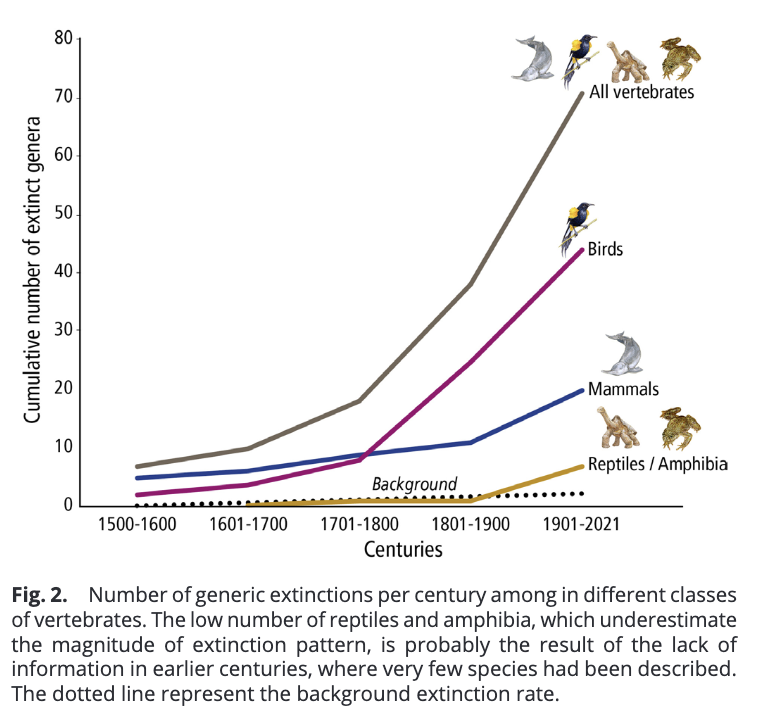 80
70
60
50
40
30
20
10
0
Cumulative number of extinct genera
All vertebrates
Birds
Mammals
Reptiles / Amphibia
Background
1500-1600 1601-1700 1701-1800 1801-1900 1901-2021
Centuries
Fig. 2. Number of generic extinctions per century among in different classes
of vertebrates. The low number of reptiles and amphibia, which underestimate
the magnitude of extinction pattern, is probably the result of the lack of
information in earlier centuries, where very few species had been described.
The dotted line represent the background extinction rate.